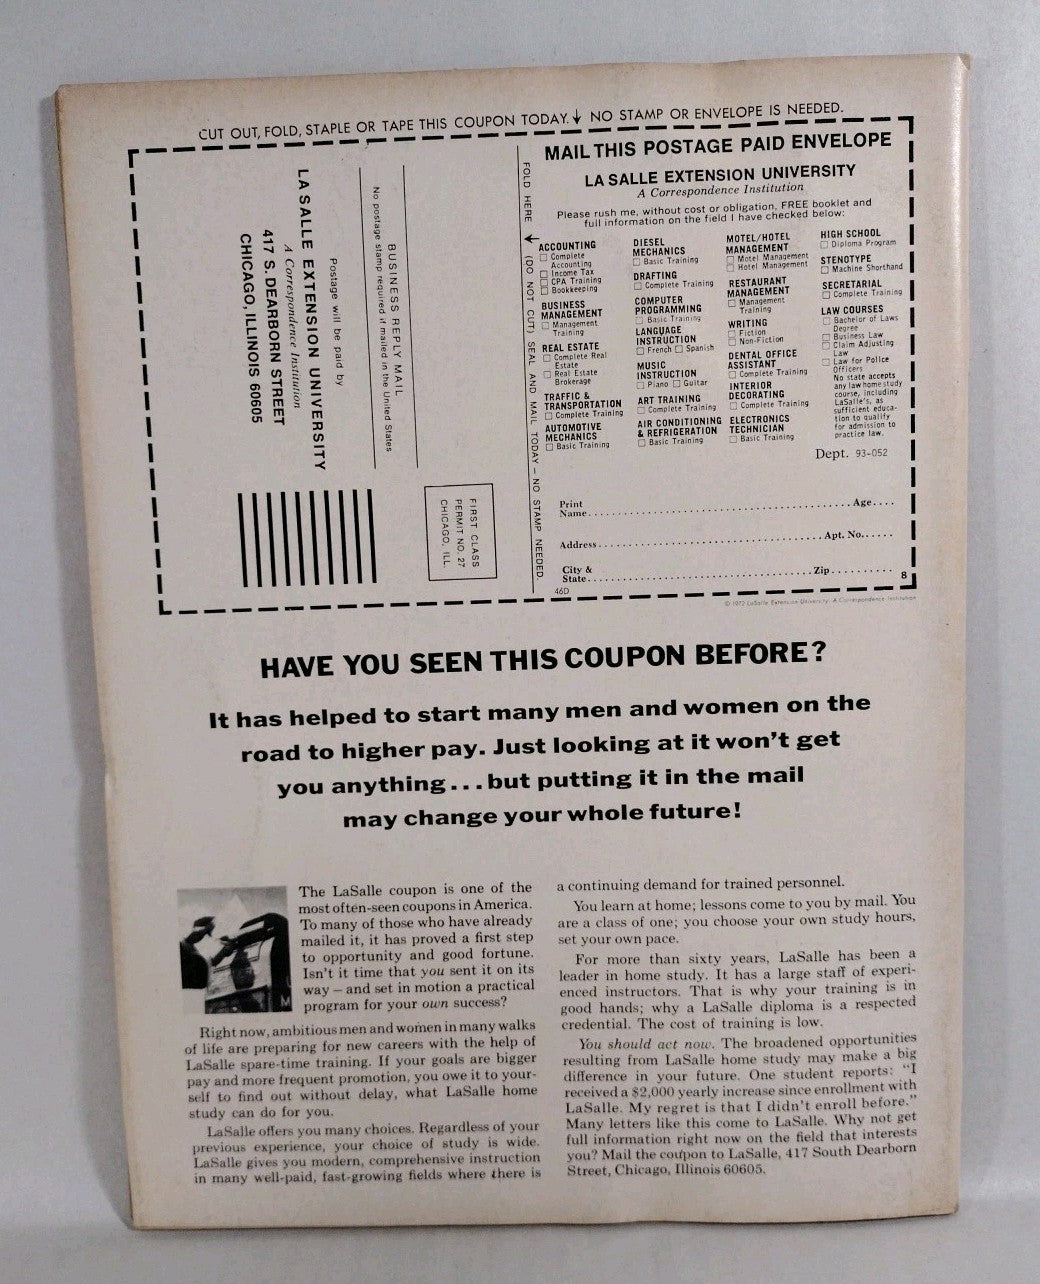 CUT OUT, FOLD, STAPLE OR TAPE THIS COUPON TODAY.↓ NO STAMP OR ENVELOPE IS NEEDED.
No postage stamp required if mailed in the United States
BUSINESS REPLY MAIL
Postage will be paid by
LA SALLE EXTENSION UNIVERSITY
A Correspondence Institution
417 S. DEARBORN STREET
CHICAGO, ILLINOIS 60605
FIRST CLASS
PERMIT NO. 27
CHICAGO, ILL.
FOLD HERE ← (DO NOT CUT) SEAL AND MAIL TODAY – NO STAMP NEEDED.
MAIL THIS POSTAGE PAID ENVELOPE
LA SALLE EXTENSION UNIVERSITY
A Correspondence Institution
Please rush me, without cost or obligation, FREE booklet and
full information on the field I have checked below:
ACCOUNTING
☐ Complete
Accounting
☐ Income Tax
☐ CPA Training
☐ Bookkeeping
BUSINESS
MANAGEMENT
☐ Management
Training
REAL ESTATE
☐ Complete Real
Estate
☐ Real Estate
Brokerage
TRAFFIC &
TRANSPORTATION
☐ Complete Training
AUTOMOTIVE
MECHANICS
☐ Basic Training
DIESEL
MECHANICS
☐ Basic Training
DRAFTING
☐ Complete Training
COMPUTER
PROGRAMMING
☐ Basic Training
LANGUAGE
INSTRUCTION
☐ French ☐ Spanish
MUSIC
INSTRUCTION
☐ Piano ☐ Guitar
ART TRAINING
☐ Complete Training
AIR CONDITIONING
& REFRIGERATION
☐ Basic Training
MOTEL/HOTEL
MANAGEMENT
☐ Motel Management
☐ Hotel Management
RESTAURANT
MANAGEMENT
☐ Management
Training
WRITING
☐ Fiction
☐ Non-Fiction
DENTAL OFFICE
ASSISTANT
☐ Complete Training
INTERIOR
DECORATING
☐ Complete Training
ELECTRONICS
TECHNICIAN
☐ Basic Training
HIGH SCHOOL
☐ Diploma Program
STENOTYPE
☐ Machine Shorthand
SECRETARIAL
☐ Complete Training
LAW COURSES
☐ Bachelor of Laws
Degree
☐ Business Law
☐ Claim Adjusting
Law
☐ Law for Police
Officers
No state accepts
any law home study
course, including
LaSalle's, as
sufficient educa-
tion to qualify
for admission to
practice law.
Dept. 93-052
Print
Name.......... Age....
Address.......... Apt. No......
City &
State.......... Zip..........
46D
8
© 1972 LaSalle Extension University, A Correspondence Institution
HAVE YOU SEEN THIS COUPON BEFORE?
It has helped to start many men and women on the
road to higher pay. Just looking at it won't get
you anything...but putting it in the mail
may change your whole future!
The LaSalle coupon is one of the
most often-seen coupons in America.
To many of those who have already
mailed it, it has proved a first step
to opportunity and good fortune.
Isn't it time that you sent it on its
way – and set in motion a practical
program for your own success?
Right now, ambitious men and women in many walks
of life are preparing for new careers with the help of
LaSalle spare-time training. If your goals are bigger
pay and more frequent promotion, you owe it to your-
self to find out without delay, what LaSalle home
study can do for you.
LaSalle offers you many choices. Regardless of your
previous experience, your choice of study is wide.
LaSalle gives you modern, comprehensive instruction
in many well-paid, fast-growing fields where there is
a continuing demand for trained personnel.
You learn at home; lessons come to you by mail. You
are a class of one; you choose your own study hours,
set your own pace.
For more than sixty years, LaSalle has been a
leader in home study. It has a large staff of experi-
enced instructors. That is why your training is in
good hands; why a LaSalle diploma is a respected
credential. The cost of training is low.
You should act now. The broadened opportunities
resulting from LaSalle home study may make a big
difference in your future. One student reports: "I
received a $2,000 yearly increase since enrollment with
LaSalle. My regret is that I didn't enroll before."
Many letters like this come to LaSalle. Why not get
full information right now on the field that interests
you? Mail the coupon to LaSalle, 417 South Dearborn
Street, Chicago, Illinois 60605.